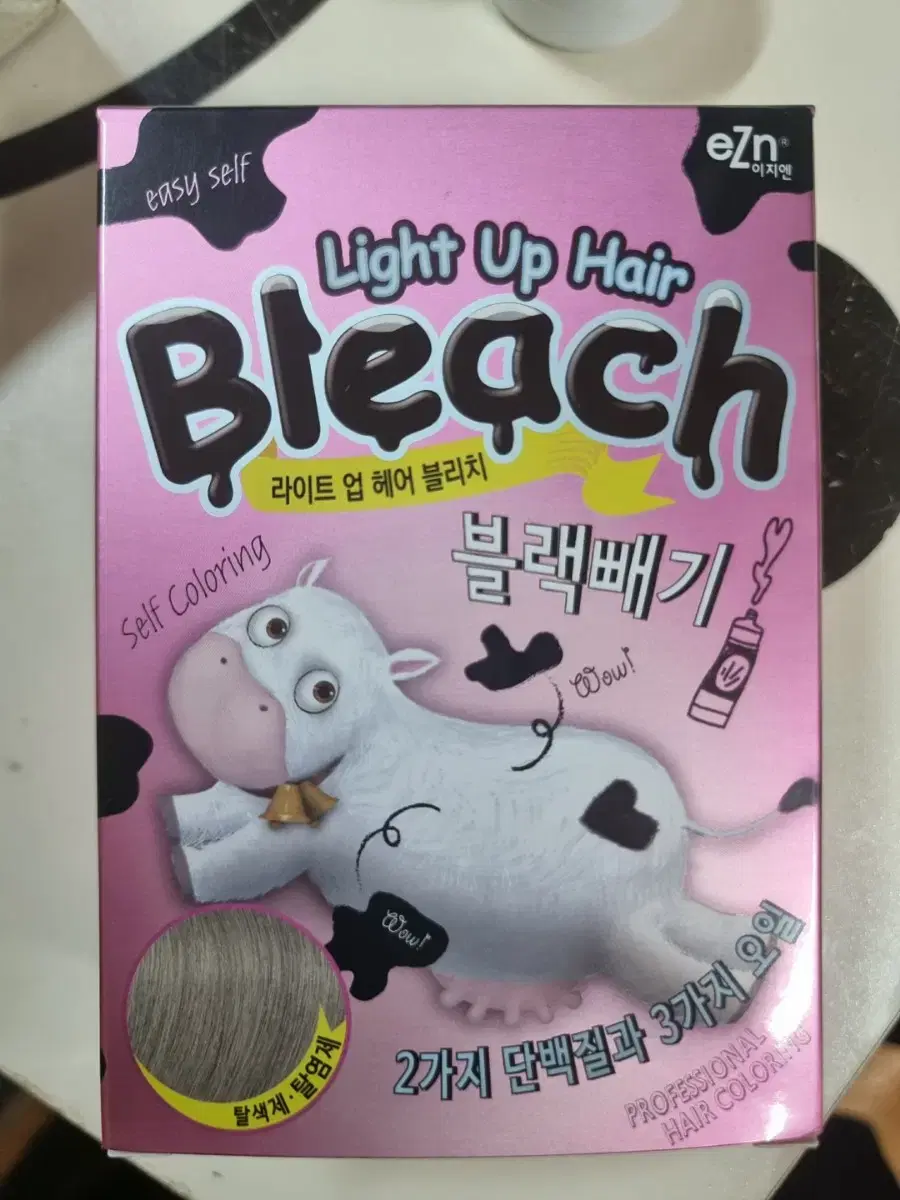 easy self
eZn®
이지엔
Light Up Hair
Bleach
라이트 업 헤어 블리치
블랙빼기
Self Coloring
Wow!
Wow!
탈색제·탈염제
2가지 단백질과 3가지 오일
PROFESSIONAL
HAIR COLORING